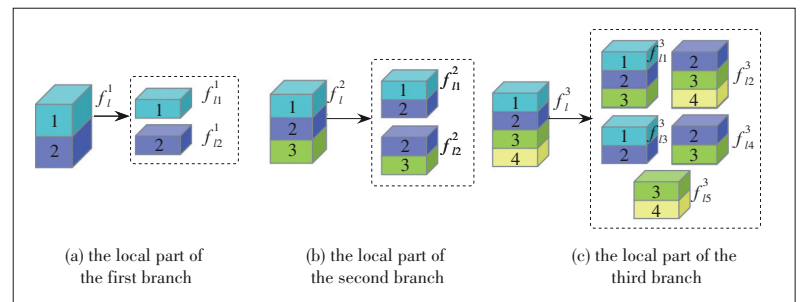 f_l^1
1
2
f_{l1}^1
1
f_{l2}^1
2
(a) the local part of
the first branch
f_l^2
1
2
3
f_{l1}^2
1
2
f_{l2}^2
2
3
(b) the local part of
the second branch
f_l^3
1
2
3
4
f_{l1}^3
1
2
3
f_{l2}^3
2
3
4
f_{l3}^3
1
2
f_{l4}^3
2
3
f_{l5}^3
3
4
(c) the local part of the
third branch